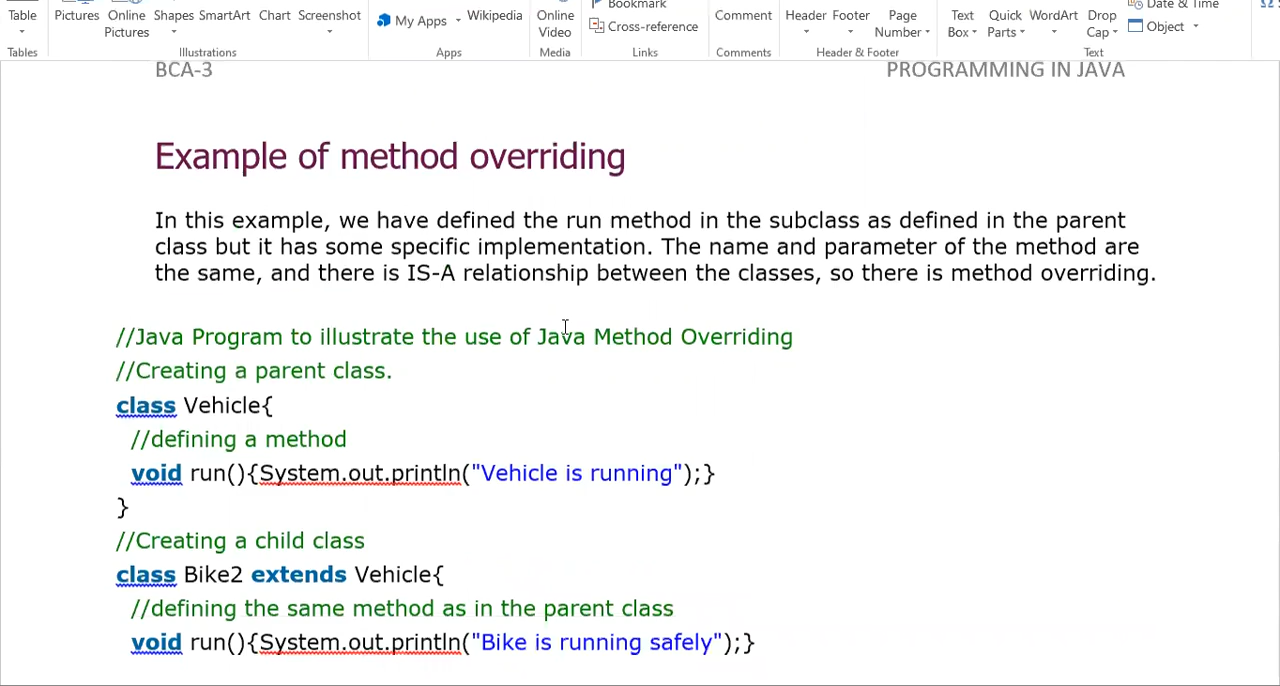 Table Pictures Online Pictures Shapes SmartArt Chart Screenshot My Apps Wikipedia Online Video Bookmark Cross-reference Comment Header Footer Page Number Text Box Quick Parts WordArt Drop Cap Date & Time Object
Tables Illustrations Apps Media Links Comments Header & Footer Text
BCA-3 PROGRAMMING IN JAVA
Example of method overriding
In this example, we have defined the run method in the subclass as defined in the parent
class but it has some specific implementation. The name and parameter of the method are
the same, and there is IS-A relationship between the classes, so there is method overriding.
//Java Program to illustrate the use of Java Method Overriding
//Creating a parent class.
class Vehicle{
//defining a method
void run(){System.out.println("Vehicle is running");}
}
//Creating a child class
class Bike2 extends Vehicle{
//defining the same method as in the parent class
void run(){System.out.println("Bike is running safely");}